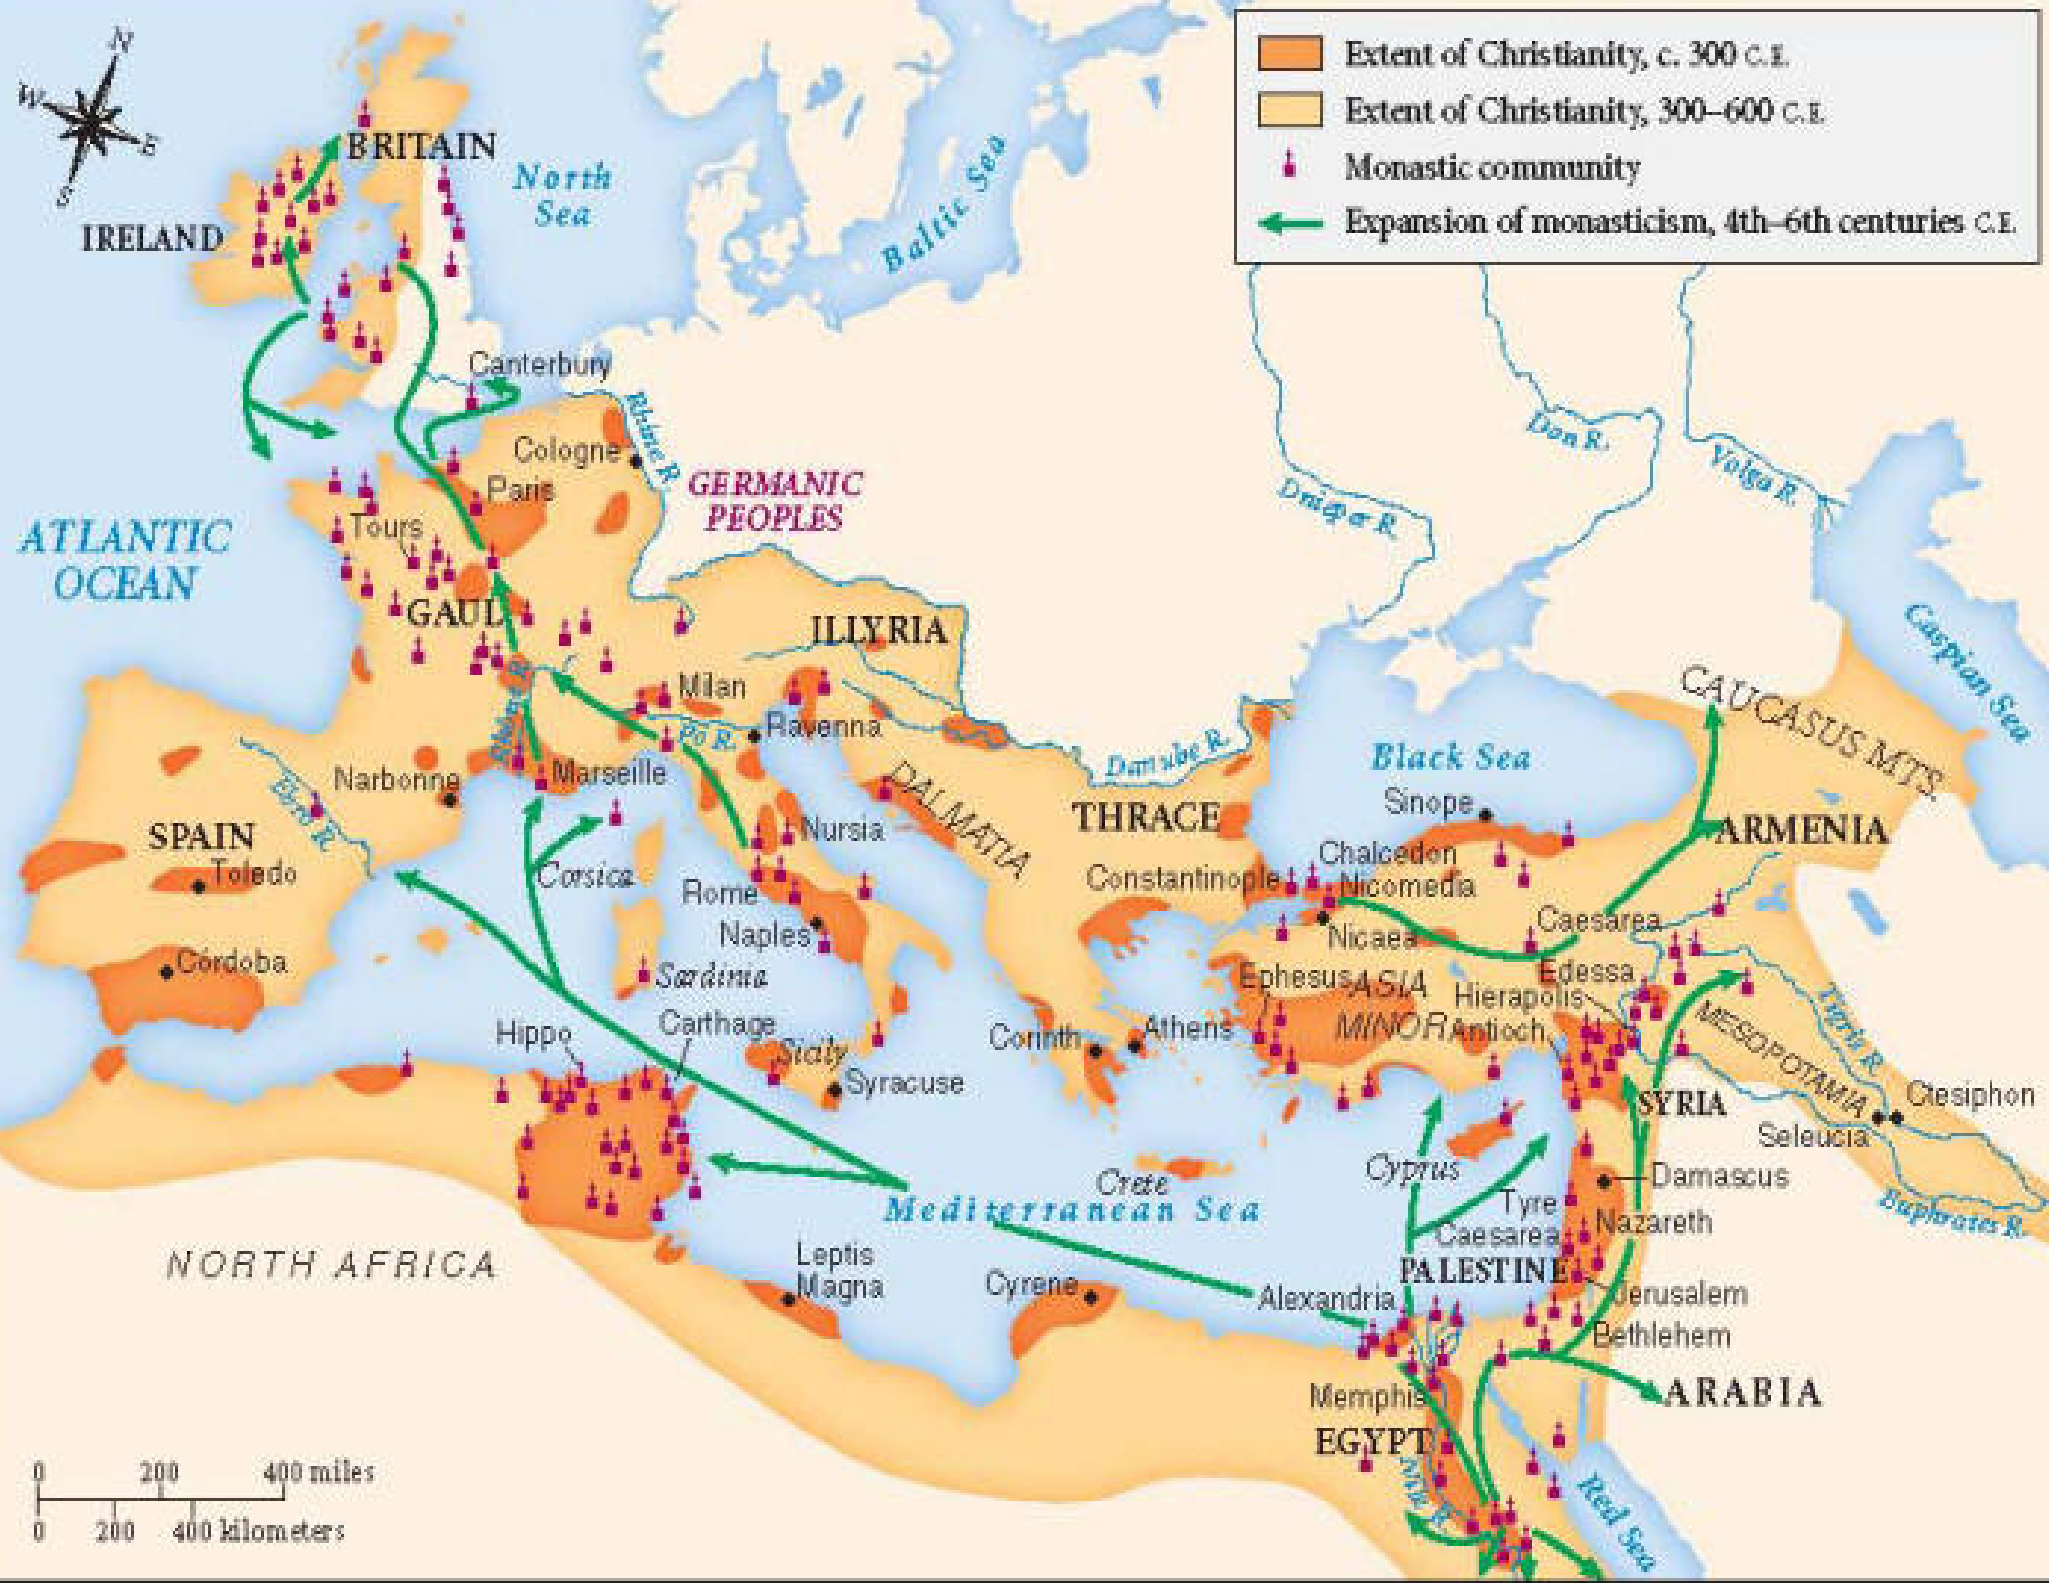 N
W
E
S
Extent of Christianity, c. 300 C.E.
Extent of Christianity, 300–600 C.E.
Monastic community
Expansion of monasticism, 4th–6th centuries C.E.
BRITAIN
North
Sea
Baltic Sea
IRELAND
Canterbury
Rhine R.
Cologne
Paris
GERMANIC
PEOPLES
Don R.
Volga R.
Dnieper R.
ATLANTIC
OCEAN
Tours
GAUL
ILLYRIA
Caspian Sea
CAUCASUS MTS.
Milan
Rhône R.
Po R.
Ravenna
Danube R.
Black Sea
Narbonne
Marseille
DALMATIA
THRACE
Sinope
Ebro R.
SPAIN
Nursia
ARMENIA
Toledo
Corsica
Rome
Constantinople
Chalcedon
Nicomedia
Naples
Nicaea
Caesarea
Córdoba
Sardinia
Ephesus
ASIA
MINOR
Edessa
Hierapolis
Antioch
Hippo
Carthage
Sicily
Syracuse
Corinth
Athens
MESOPOTAMIA
Tigris R.
Ctesiphon
SYRIA
Seleucia
Crete
Cyprus
Damascus
Mediterranean Sea
Tyre
Nazareth
Euphrates R.
Caesarea
NORTH AFRICA
Leptis
Magna
Cyrene
PALESTINE
Alexandria
Jerusalem
Bethlehem
Memphis
ARABIA
EGYPT
Nile R.
Red Sea
0 200 400 miles
0 200 400 kilometers